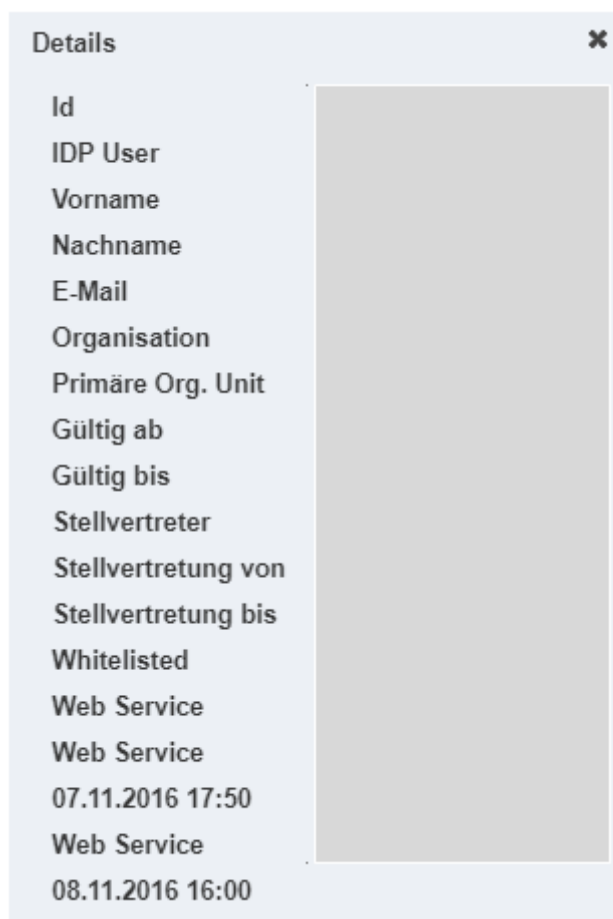 Details
Id
IDP User
Vorname
Nachname
E-Mail
Organisation
Primäre Org. Unit
Gültig ab
Gültig bis
Stellvertreter
Stellvertretung von
Stellvertretung bis
Whitelisted
Web Service
Web Service
07.11.2016 17:50
Web Service
08.11.2016 16:00